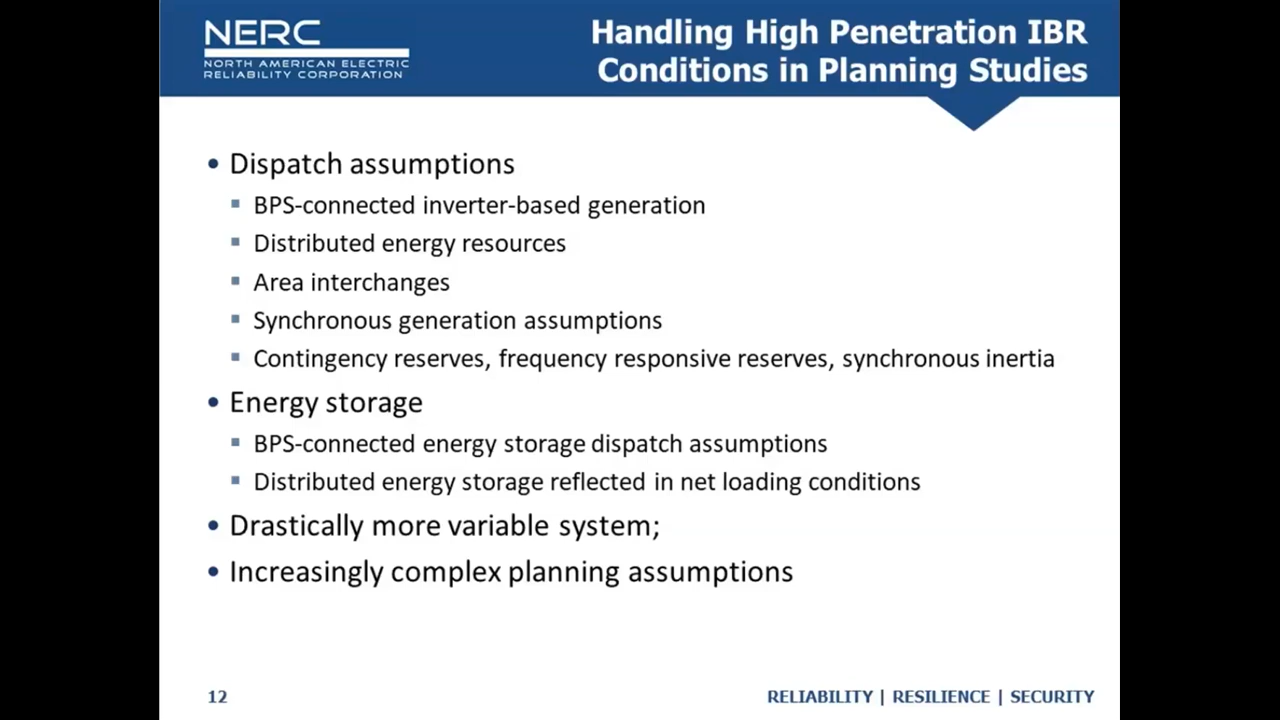 NERC
NORTH AMERICAN ELECTRIC
RELIABILITY CORPORATION
Handling High Penetration IBR
Conditions in Planning Studies
• Dispatch assumptions
▪ BPS-connected inverter-based generation
▪ Distributed energy resources
▪ Area interchanges
▪ Synchronous generation assumptions
▪ Contingency reserves, frequency responsive reserves, synchronous inertia
• Energy storage
▪ BPS-connected energy storage dispatch assumptions
▪ Distributed energy storage reflected in net loading conditions
• Drastically more variable system;
• Increasingly complex planning assumptions
12
RELIABILITY | RESILIENCE | SECURITY